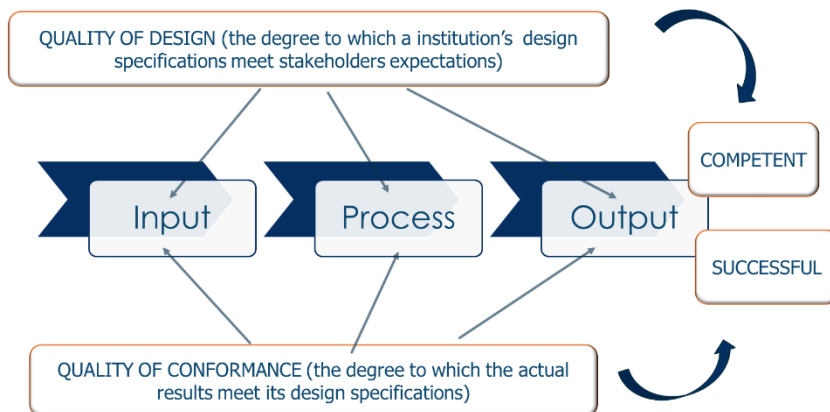 QUALITY OF DESIGN (the degree to which a institution's design
specifications meet stakeholders expectations)
COMPETENT
Input
Process
Output
SUCCESSFUL
QUALITY OF CONFORMANCE (the degree to which the actual
results meet its design specifications)